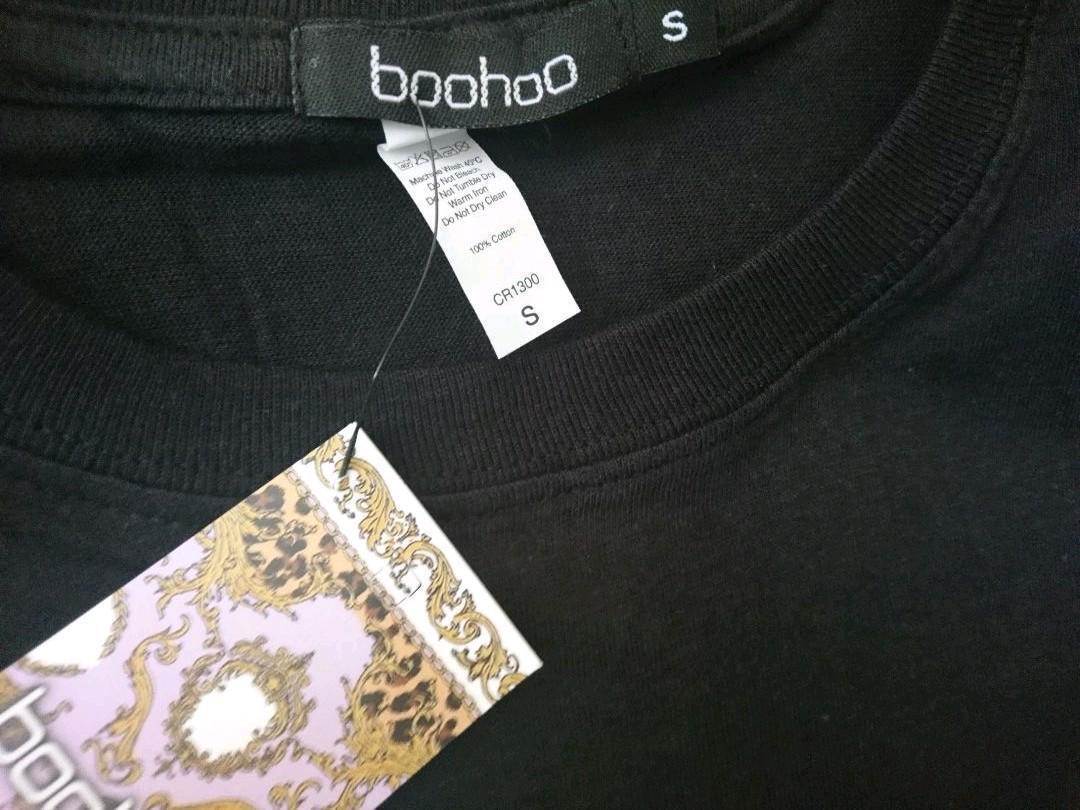 boohoo
S
Machine Wash 40°C
Do Not Bleach
Do Not Tumble Dry
Warm Iron
Do Not Dry Clean
100% Cotton
CR1300
S
boo